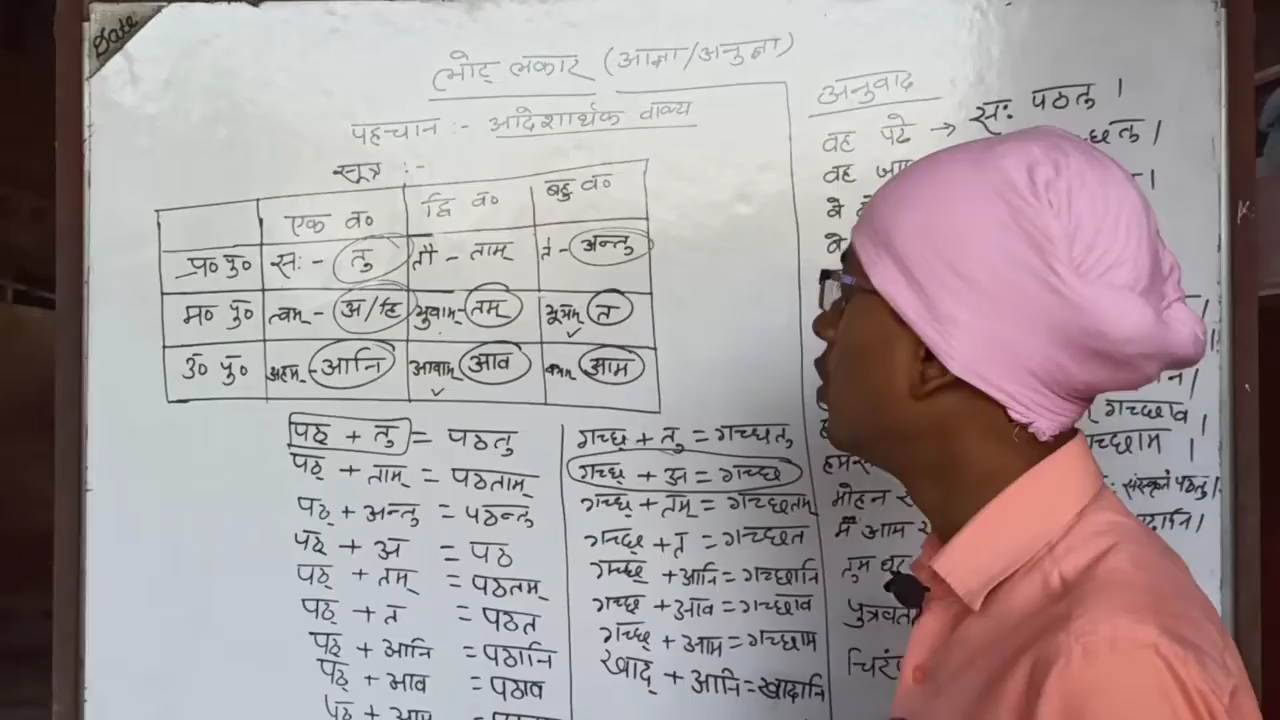 Date
लोट् लकार (आज्ञा/अनुज्ञा)
पहचान :- आदेशार्थक वाक्य
सूत्र :-
एक व० द्वि व० बहु व०
प्र० पु० सः - तु तौ - ताम् ते - अन्तु
म० पु० त्वम् - अ/हि युवाम् - तम् यूयम् त
उ० पु० अहम् - आनि आवाम् आव वयम् आम
पठ् + तु = पठतु
पठ् + ताम् = पठताम्
पठ् + अन्तु = पठन्तु
पठ् + अ = पठ
पठ् + तम् = पठतम्
पठ् + त = पठत
पठ् + आनि = पठानि
पठ् + आव = पठाव
पठ् + आम =
गच्छ् + तु = गच्छतु
गच्छ् + अ = गच्छ
गच्छ् + तम् = गच्छतम्
गच्छ् + त = गच्छत
गच्छ् + आनि = गच्छानि
गच्छ् + आव = गच्छाव
गच्छ् + आम = गच्छाम
खाद् + आनि = खादानि
अनुवाद
वह पढे → सः पठतु ।
वह
वे
वे
गच्छाव ।
गच्छाम ।
मोहन संस्कृतं पठतु ।
मैं आम
तुम